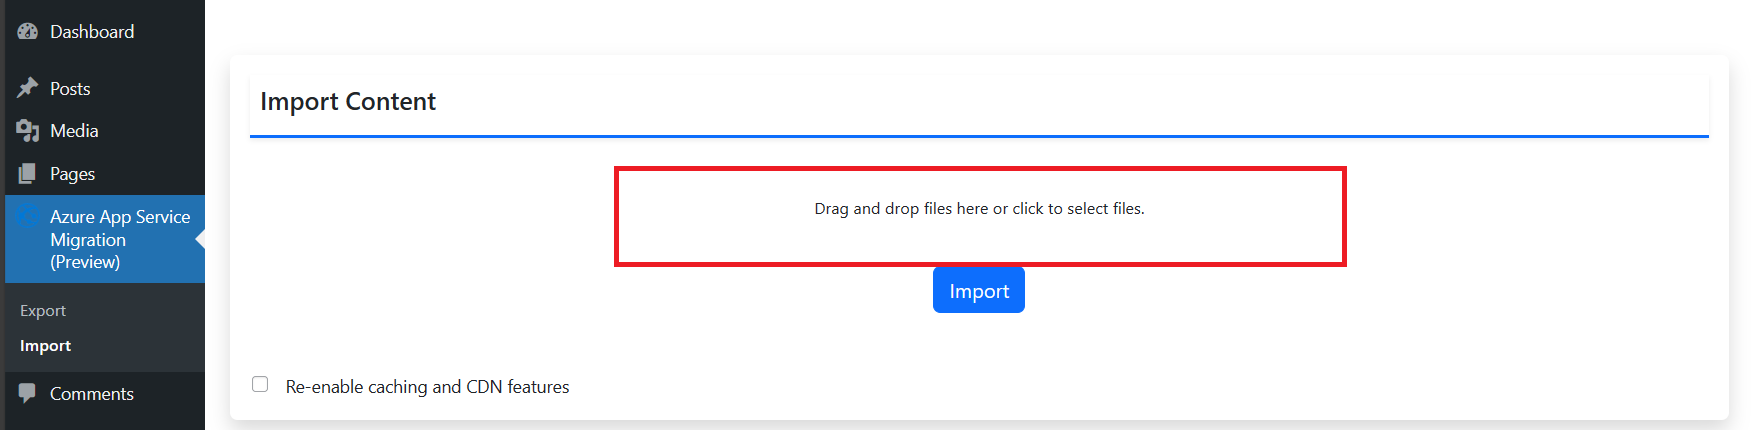 Dashboard
Posts
Media
Pages
Azure App Service
Migration
(Preview)
Export
Import
Comments
Import Content
Drag and drop files here or click to select files.
Import
Re-enable caching and CDN features